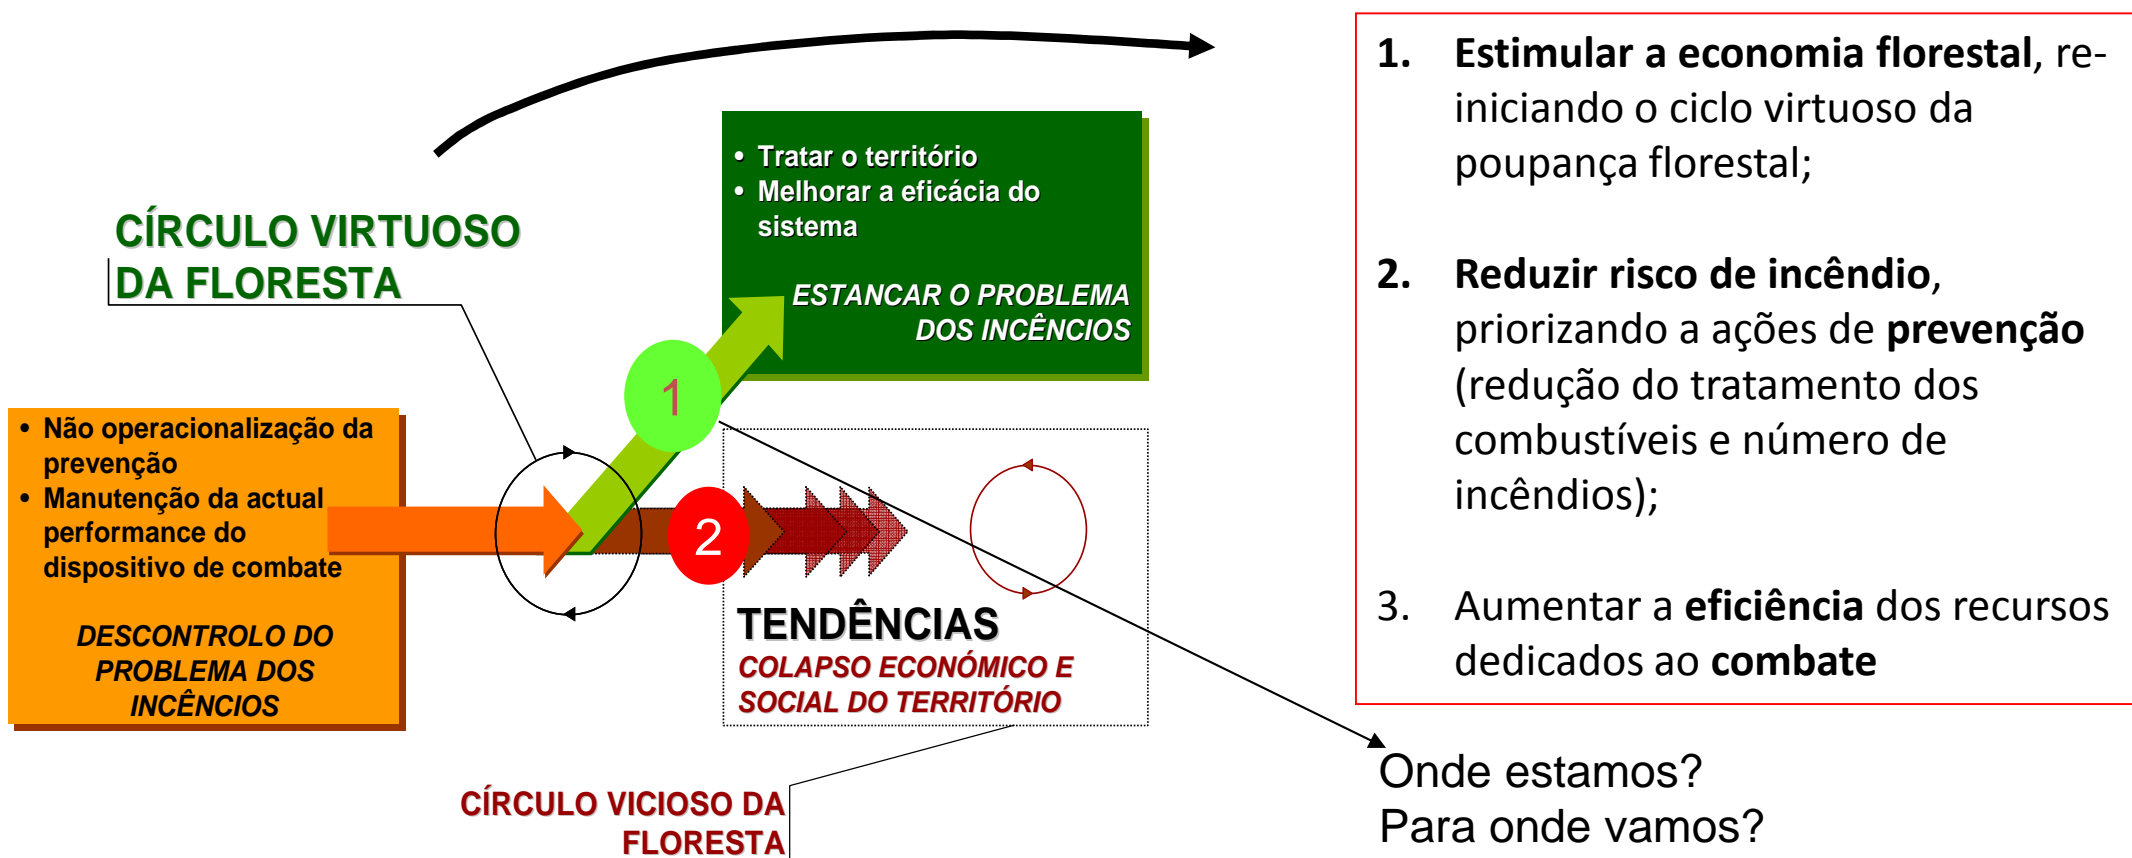 CÍRCULO VIRTUOSO
DA FLORESTA
• Tratar o território
• Melhorar a eficácia do
sistema
ESTANCAR O PROBLEMA
DOS INCÊNCIOS
1
• Não operacionalização da
prevenção
• Manutenção da actual
performance do
dispositivo de combate
DESCONTROLO DO
PROBLEMA DOS
INCÊNCIOS
2
TENDÊNCIAS
COLAPSO ECONÓMICO E
SOCIAL DO TERRITÓRIO
CÍRCULO VICIOSO DA
FLORESTA
1. Estimular a economia florestal, re-
iniciando o ciclo virtuoso da
poupança florestal;
2. Reduzir risco de incêndio,
priorizando a ações de prevenção
(redução do tratamento dos
combustíveis e número de
incêndios);
3. Aumentar a eficiência dos recursos
dedicados ao combate
Onde estamos?
Para onde vamos?